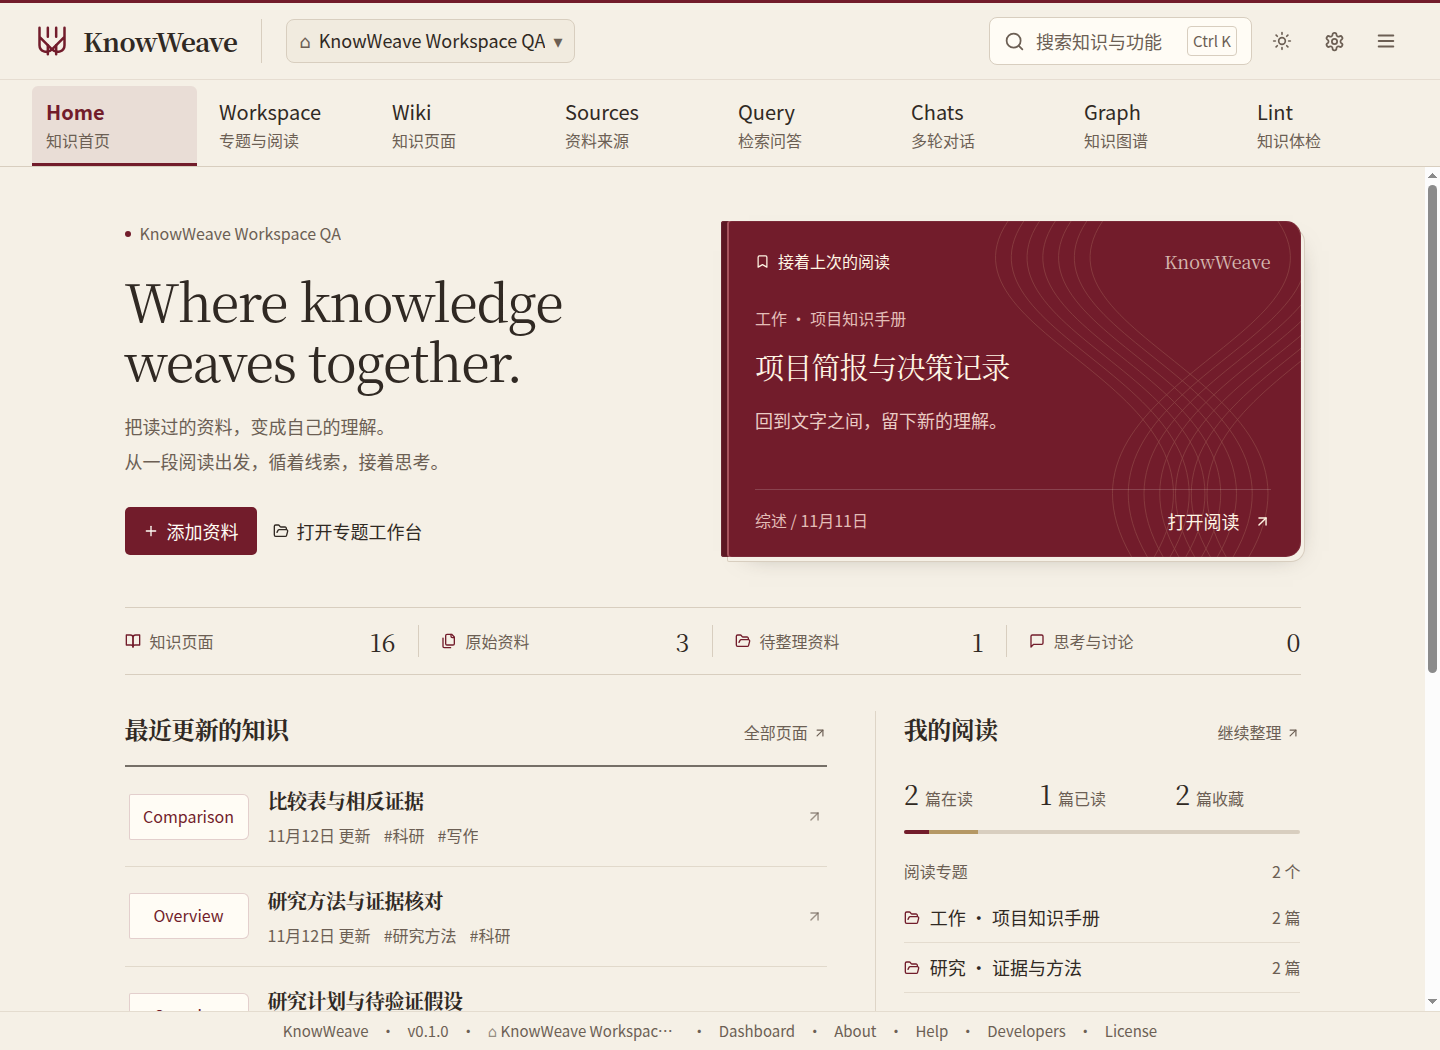 KnowWeave
⌂ KnowWeave Workspace QA ▾
搜索知识与功能 Ctrl K
Home
知识首页
Workspace
专题与阅读
Wiki
知识页面
Sources
资料来源
Query
检索问答
Chats
多轮对话
Graph
知识图谱
Lint
知识体检
KnowWeave Workspace QA
Where knowledge
weaves together.
把读过的资料，变成自己的理解。
从一段阅读出发，循着线索，接着思考。
添加资料
打开专题工作台
接着上次的阅读
KnowWeave
工作 · 项目知识手册
项目简报与决策记录
回到文字之间，留下新的理解。
综述 / 11月11日
打开阅读
知识页面 16
原始资料 3
待整理资料 1
思考与讨论 0
最近更新的知识
全部页面
Comparison
比较表与相反证据
11月12日 更新 #科研 #写作
Overview
研究方法与证据核对
11月12日 更新 #研究方法 #科研
研究计划与待验证假设
我的阅读
继续整理
2 篇在读
1 篇已读
2 篇收藏
阅读专题 2 个
工作 · 项目知识手册 2 篇
研究 · 证据与方法 2 篇
KnowWeave • v0.1.0 • ⌂ KnowWeave Workspac… • Dashboard • About • Help • Developers • License